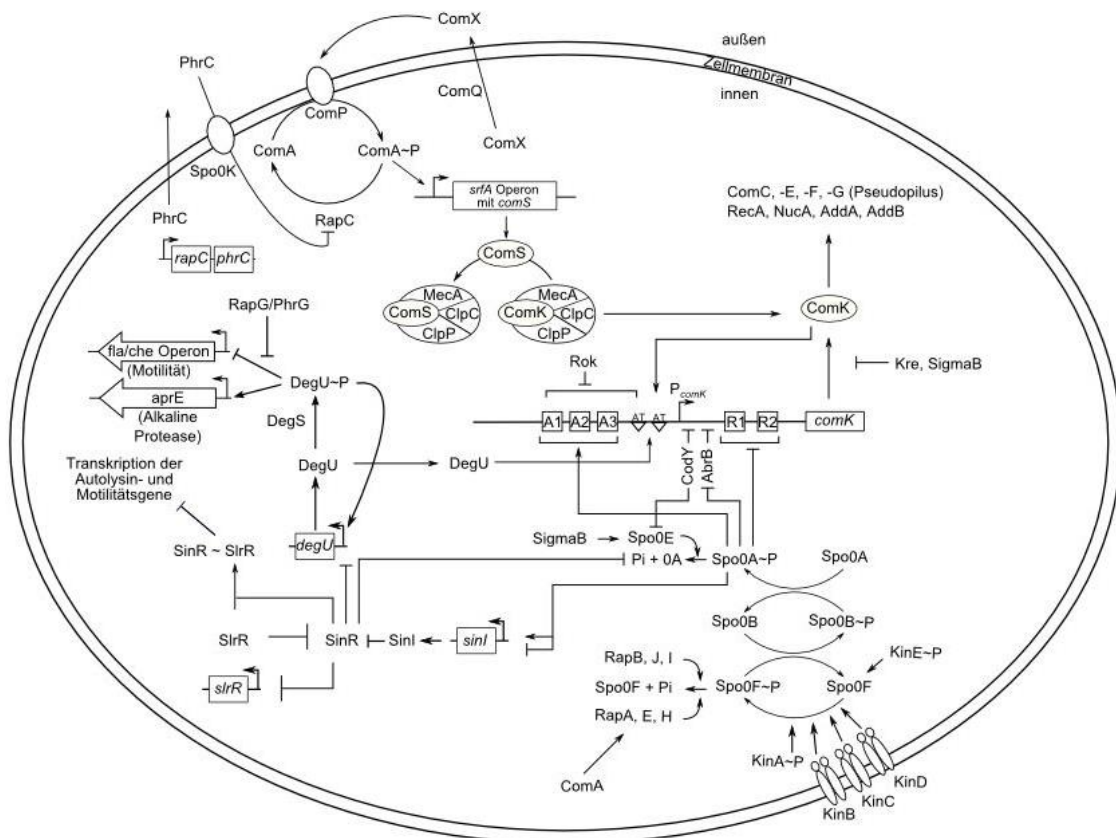 ComX
außen
Zellmembran
innen
PhrC
ComP
ComQ
ComA
ComA~P
ComX
Spo0K
srfA Operon
mit comS
PhrC
RapC
rapC phrC
ComC, -E, -F, -G (Pseudopilus)
RecA, NucA, AddA, AddB
ComS
MecA
ComS ClpC
ClpP
MecA
ComK ClpC
ClpP
ComK
RapG/PhrG
fla/che Operon
(Motilität)
aprE
(Alkaline
Protease)
DegU~P
DegS
Rok
PcomK
Kre, SigmaB
A1 A2 A3 AT AT R1 R2 comK
CodY
AbrB
DegU
DegU
Transkription der
Autolysin- und
Motilitätsgene
degU
SinR ~ SlrR
SigmaB
Spo0E
Pi + 0A
Spo0A~P
Spo0A
Spo0B
Spo0B~P
SlrR
SinR
SinI
sinI
slrR
RapB, J, I
Spo0F + Pi
RapA, E, H
Spo0F~P
Spo0F
KinE~P
ComA
KinA~P
KinB
KinC
KinD